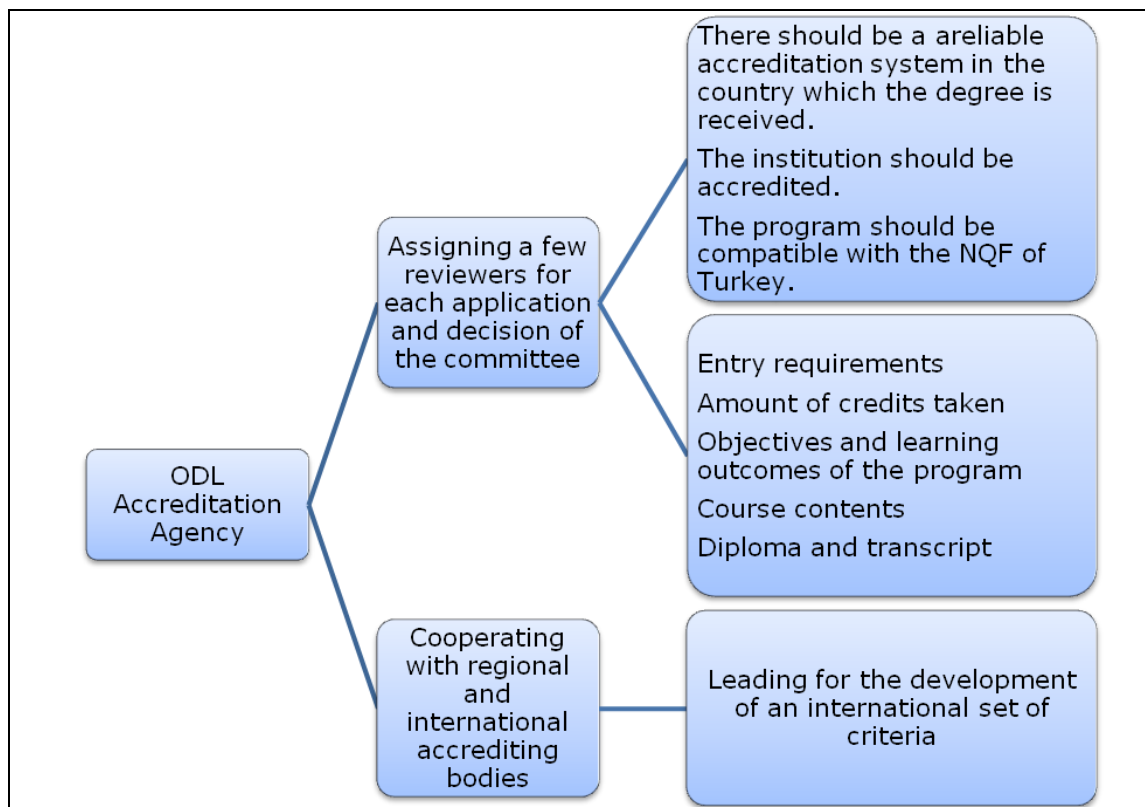 There should be a areliable
accreditation system in the
country which the degree is
received.
The institution should be
accredited.
The program should be
compatible with the NQF of
Turkey.
Assigning a few
reviewers for
each application
and decision of
the committee
Entry requirements
Amount of credits taken
Objectives and learning
outcomes of the program
Course contents
Diploma and transcript
ODL
Accreditation
Agency
Cooperating
with regional
and
international
accrediting
bodies
Leading for the development
of an international set of
criteria